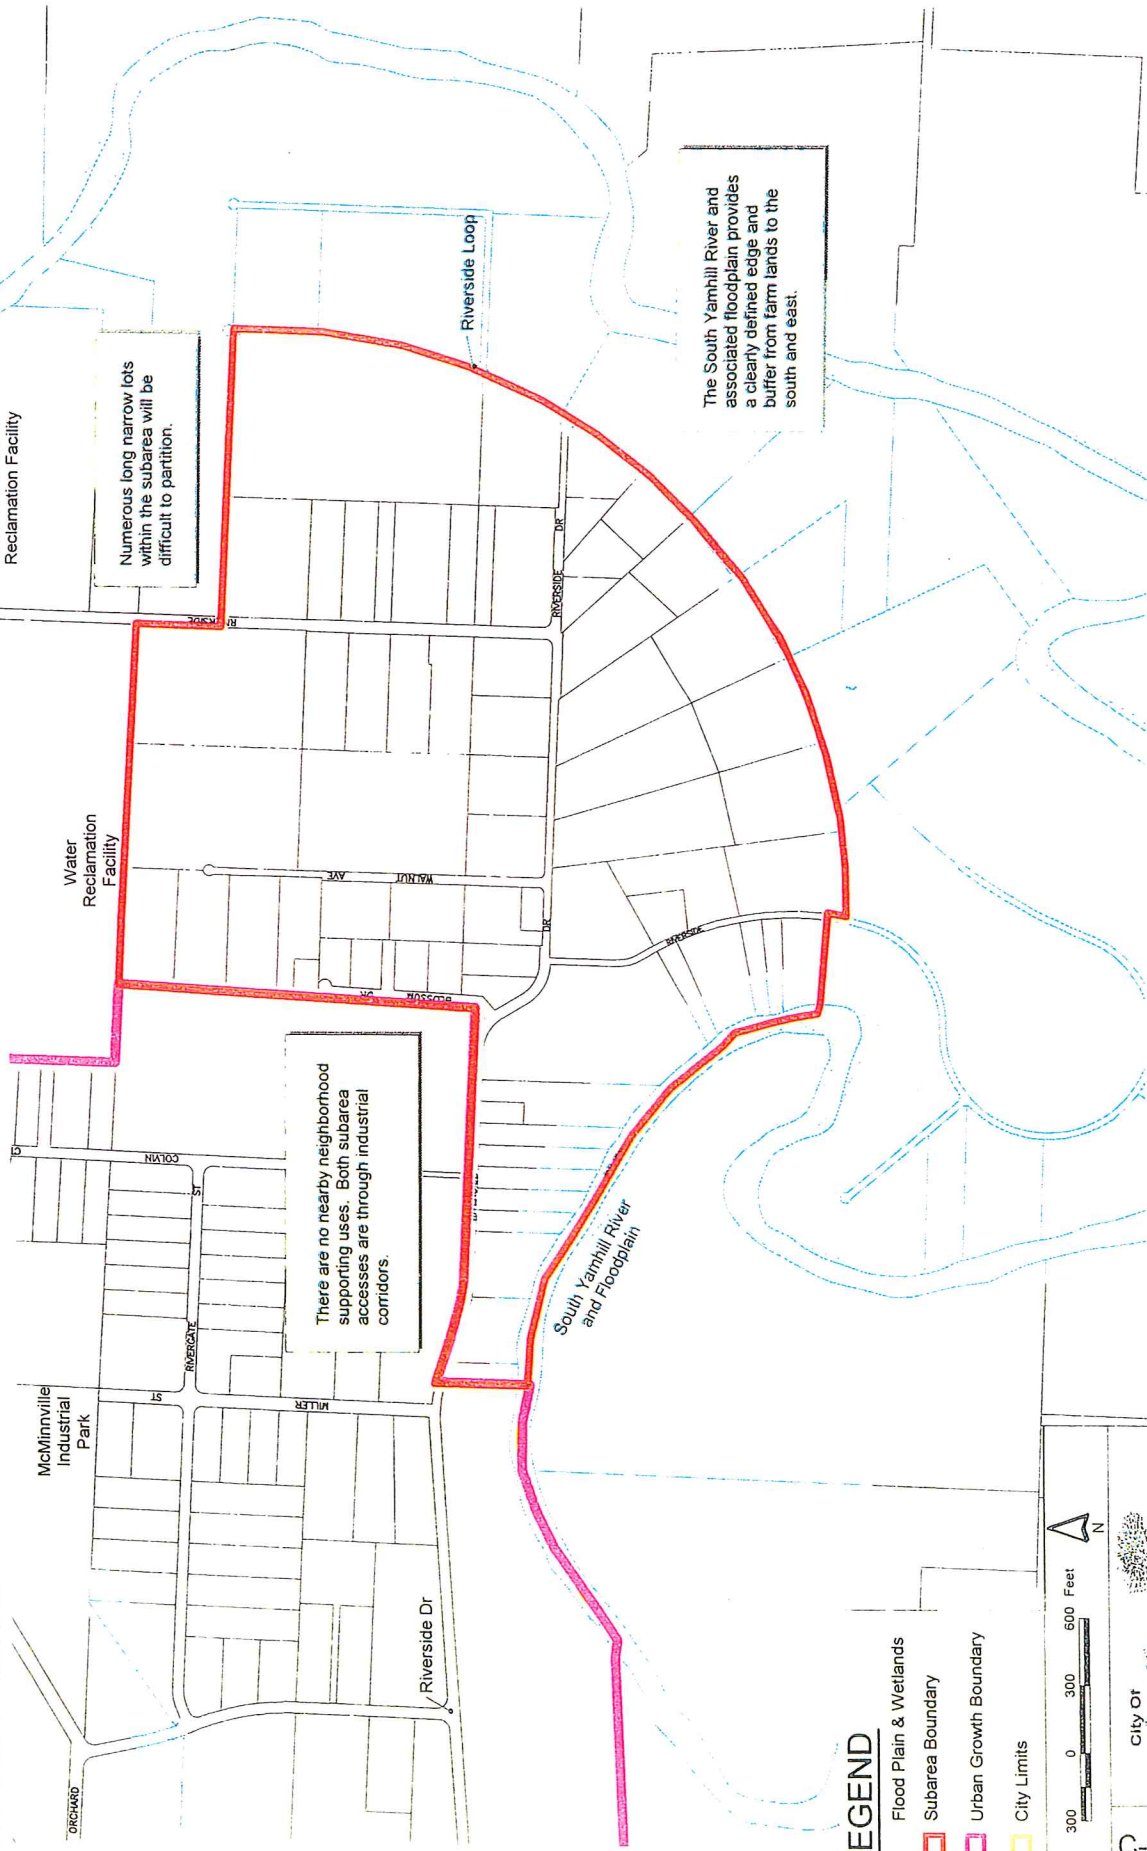 Reclamation Facility
Numerous long narrow lots
within the subarea will be
difficult to partition.
Riverside Loop
The South Yamhill River and
associated floodplain provides
a clearly defined edge and
buffer from farm lands to the
south and east.
Water
Reclamation
Facility
RIVERSIDE
DR
WALNUT
AVE
DR
RIVERSIDE
BLOSSOM
DR
There are no nearby neighborhood
supporting uses. Both subarea
accesses are through industrial
corridors.
COLVIN
CT
ST
RIVERGATE
McMinnville
Industrial
Park
ST
MILLER
South Yamhill River
and Floodplain
Riverside Dr
ORCHARD
EGEND
Flood Plain & Wetlands
Subarea Boundary
Urban Growth Boundary
City Limits
300 0 300 600 Feet
N
City Of